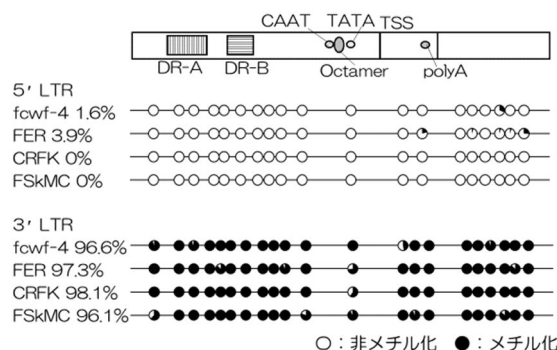 CAAT TATA TSS
DR-A DR-B Octamer polyA
5′ LTR
fcwf-4 1.6%
FER 3.9%
CRFK 0%
FSkMC 0%
3′ LTR
fcwf-4 96.6%
FER 97.3%
CRFK 98.1%
FSkMC 96.1%
○：非メチル化 ●：メチル化